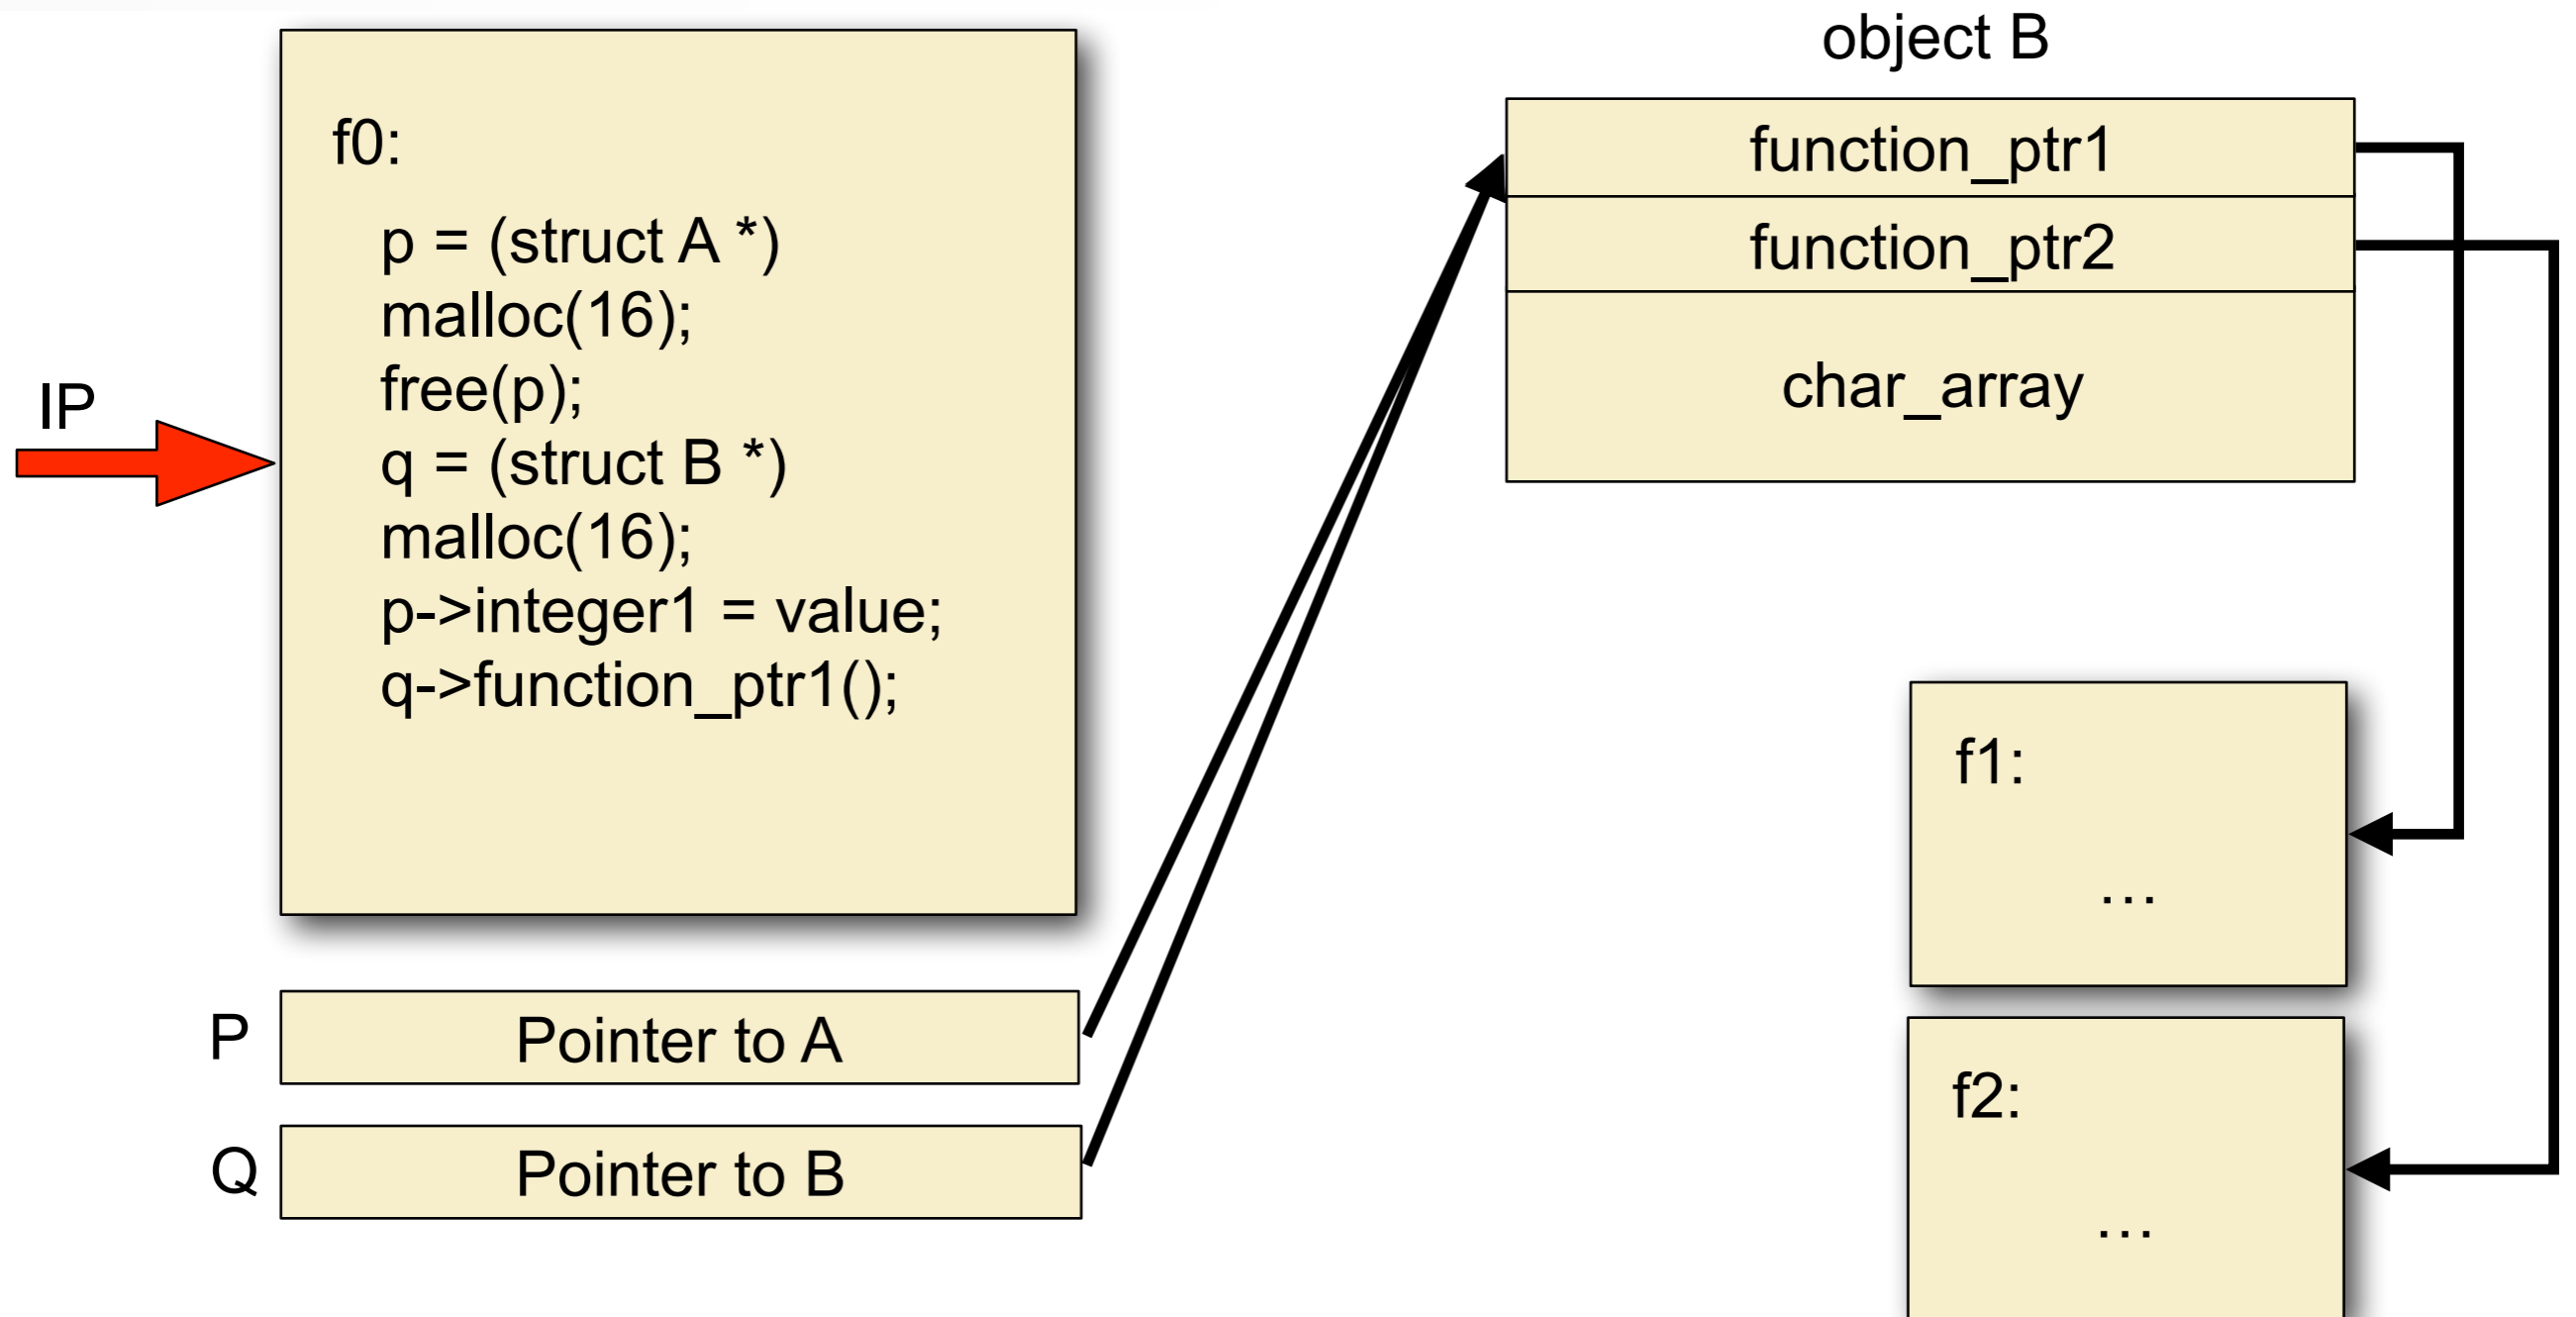 IP
f0:
p = (struct A *)
malloc(16);
free(p);
q = (struct B *)
malloc(16);
p->integer1 = value;
q->function_ptr1();
P
Pointer to A
Q
Pointer to B
object B
function_ptr1
function_ptr2
char_array
f1:
…
f2:
…